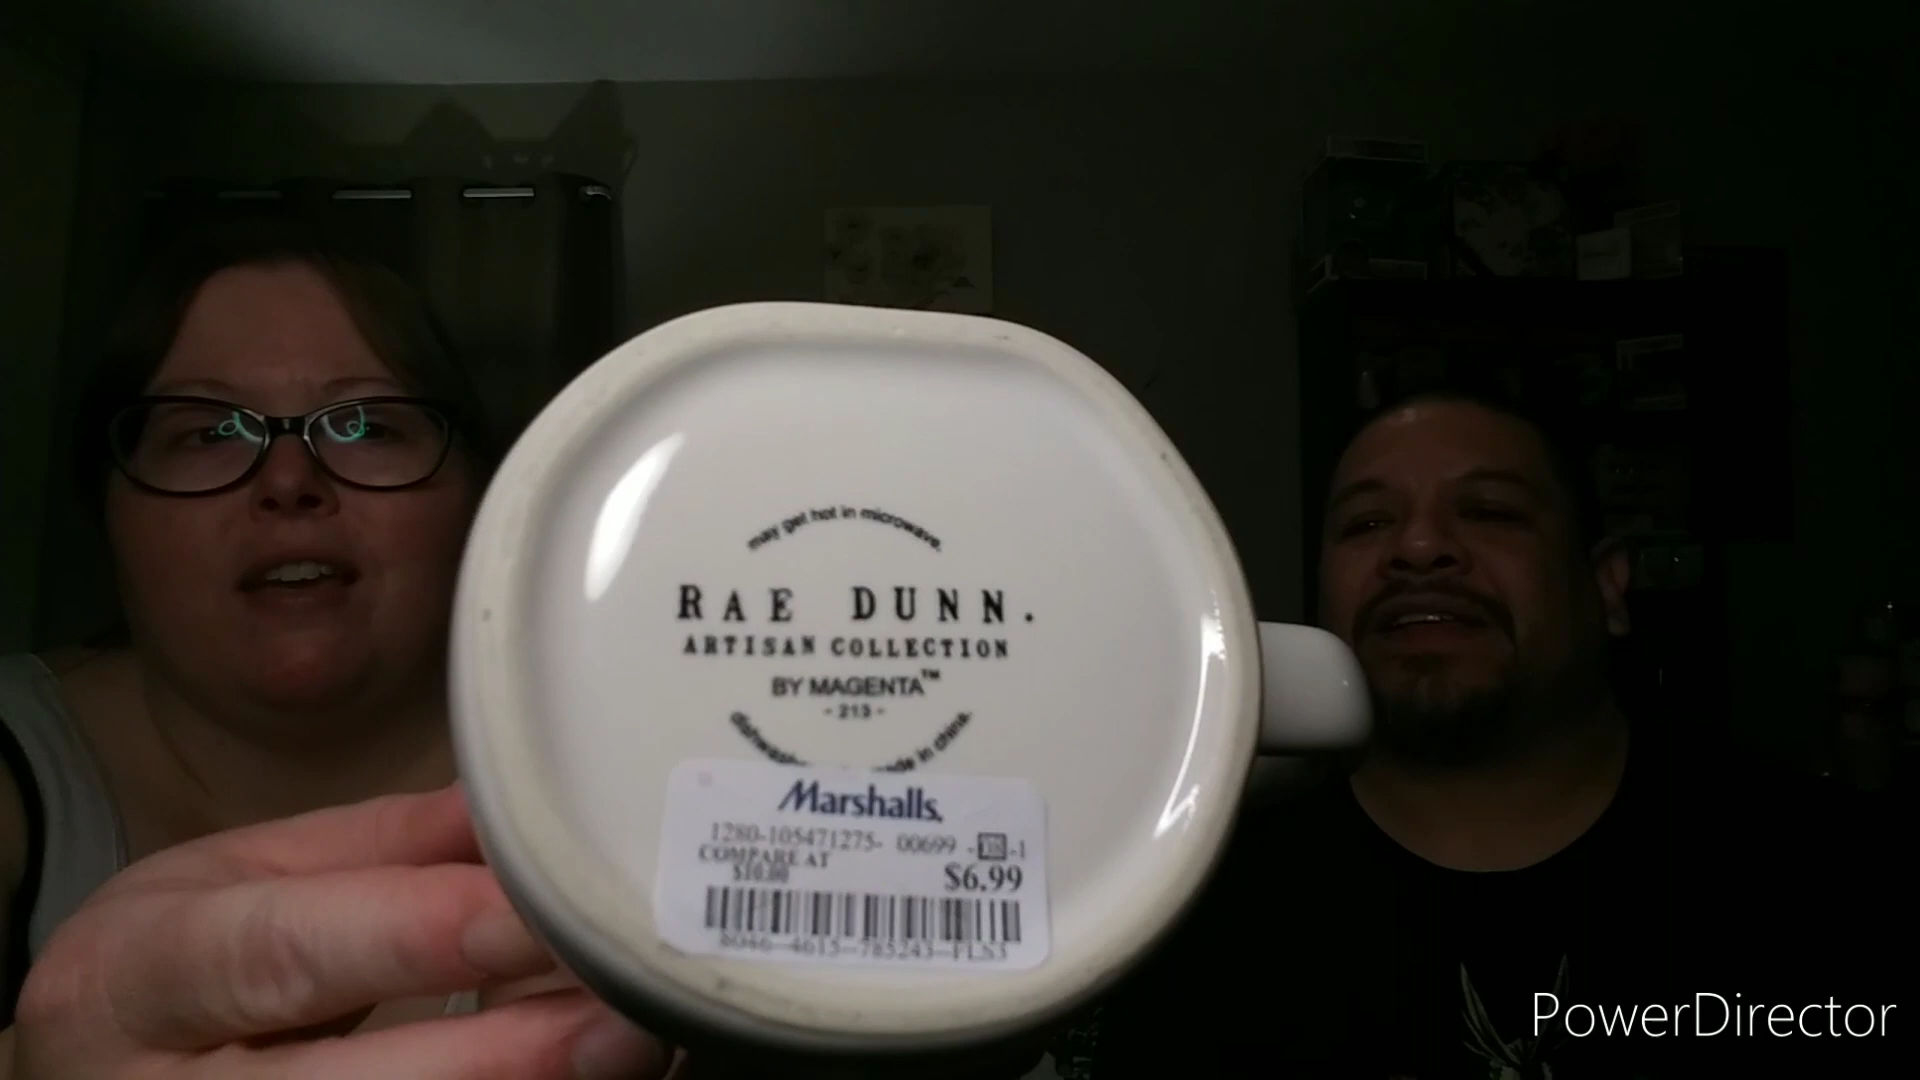 may get hot in microwave.
RAE DUNN.
ARTISAN COLLECTION
BY MAGENTA™
- 213 -
in china.
Marshalls
1280-105471275- 00699 - -1
COMPARE AT
$10.00
$6.99
PowerDirector